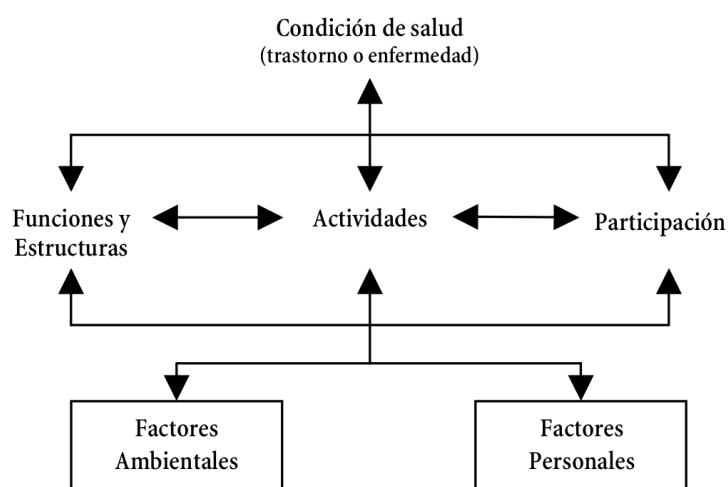 Condición de salud
(trastorno o enfermedad)
Funciones y
Estructuras
Actividades
Participación
Factores
Ambientales
Factores
Personales